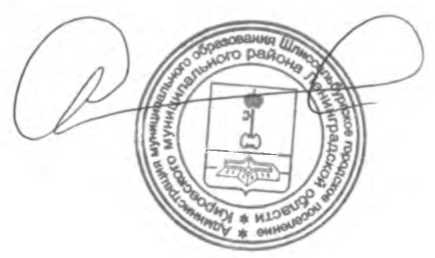 Администрация муниципального образования Шлиссельбургское городское поселение *
Кировского муниципального района Ленинградской области *